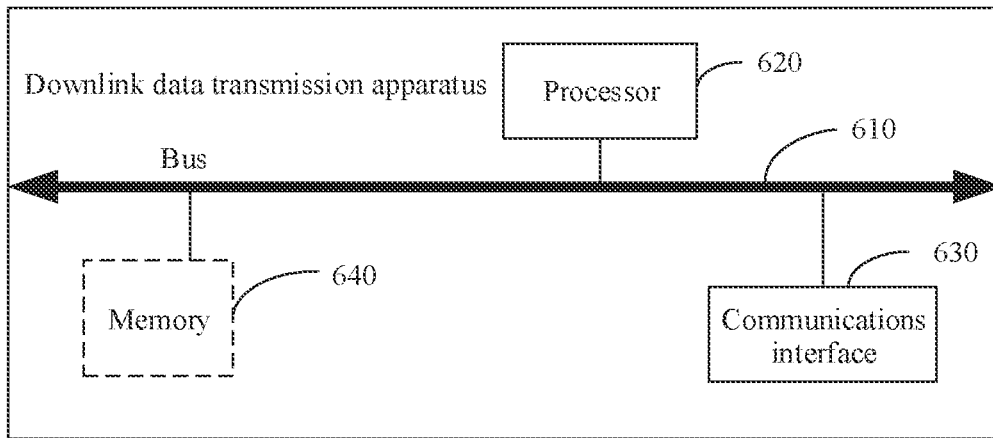 620
Downlink data transmission apparatus
Processor
610
Bus
640
630
Memory
Communications
interface